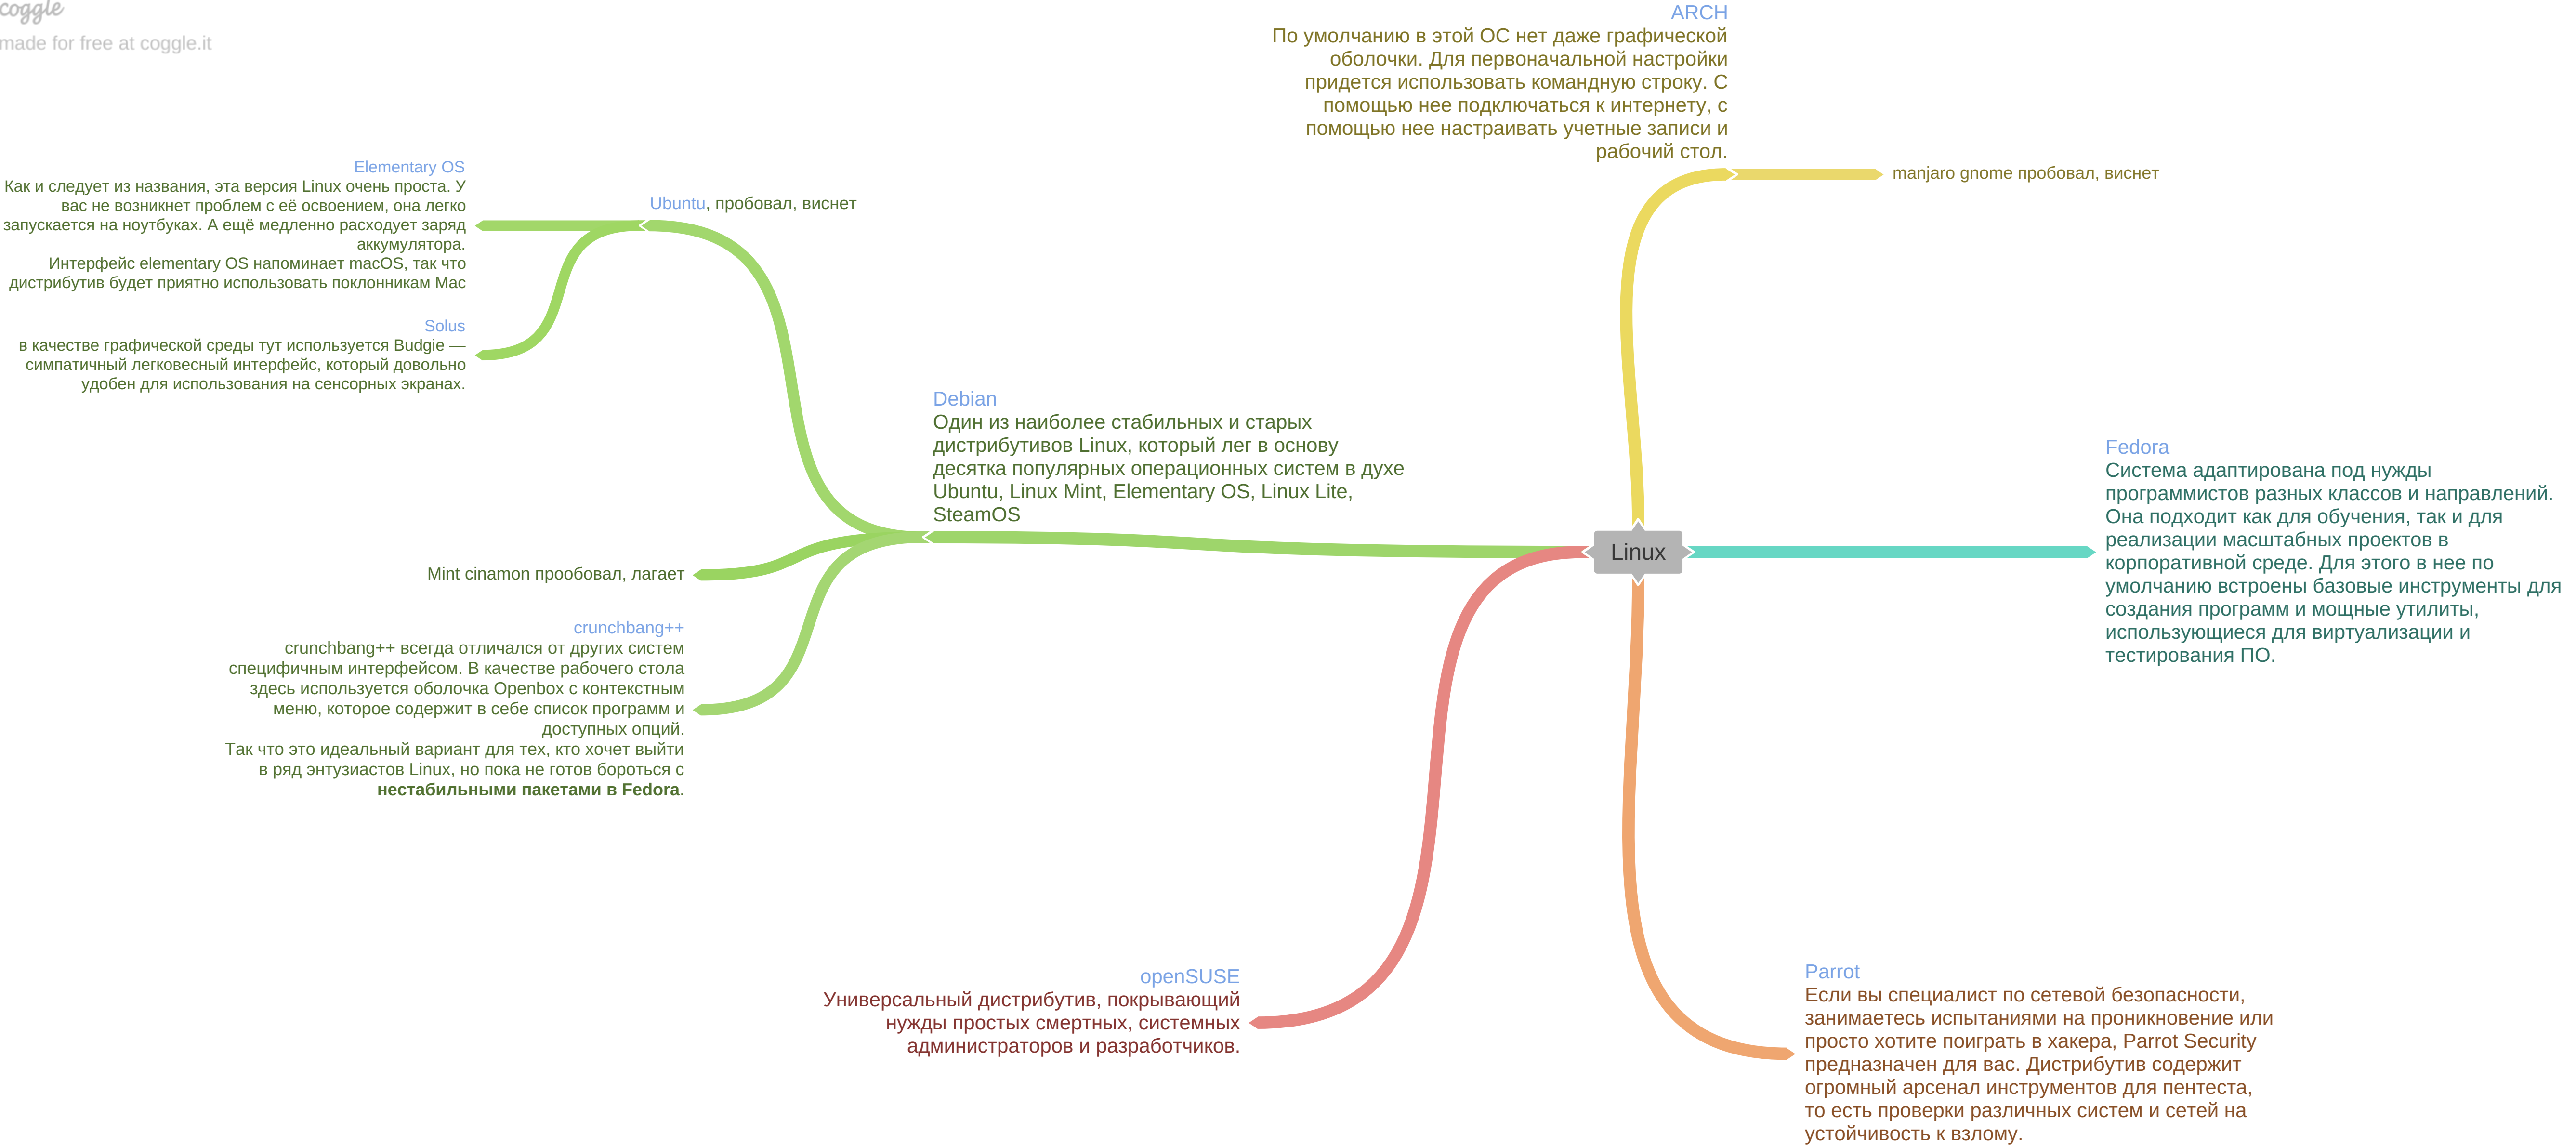 coggle
made for free at coggle.it
ARCH
По умолчанию в этой ОС нет даже графической
оболочки. Для первоначальной настройки
придется использовать командную строку. С
помощью нее подключаться к интернету, с
помощью нее настраивать учетные записи и
рабочий стол.
manjaro gnome пробовал, виснет
Elementary OS
Как и следует из названия, эта версия Linux очень проста. У
вас не возникнет проблем с её освоением, она легко
запускается на ноутбуках. А ещё медленно расходует заряд
аккумулятора.
Интерфейс elementary OS напоминает macOS, так что
дистрибутив будет приятно использовать поклонникам Mac
Ubuntu, пробовал, виснет
Solus
в качестве графической среды тут используется Budgie —
симпатичный легковесный интерфейс, который довольно
удобен для использования на сенсорных экранах.
Debian
Один из наиболее стабильных и старых
дистрибутивов Linux, который лег в основу
десятка популярных операционных систем в духе
Ubuntu, Linux Mint, Elementary OS, Linux Lite,
SteamOS
Linux
Fedora
Система адаптирована под нужды
программистов разных классов и направлений.
Она подходит как для обучения, так и для
реализации масштабных проектов в
корпоративной среде. Для этого в нее по
умолчанию встроены базовые инструменты для
создания программ и мощные утилиты,
использующиеся для виртуализации и
тестирования ПО.
Mint cinamon прообовал, лагает
crunchbang++
crunchbang++ всегда отличался от других систем
специфичным интерфейсом. В качестве рабочего стола
здесь используется оболочка Openbox с контекстным
меню, которое содержит в себе список программ и
доступных опций.
Так что это идеальный вариант для тех, кто хочет выйти
в ряд энтузиастов Linux, но пока не готов бороться с
нестабильными пакетами в Fedora.
openSUSE
Универсальный дистрибутив, покрывающий
нужды простых смертных, системных
администраторов и разработчиков.
Parrot
Если вы специалист по сетевой безопасности,
занимаетесь испытаниями на проникновение или
просто хотите поиграть в хакера, Parrot Security
предназначен для вас. Дистрибутив содержит
огромный арсенал инструментов для пентеста,
то есть проверки различных систем и сетей на
устойчивость к взлому.